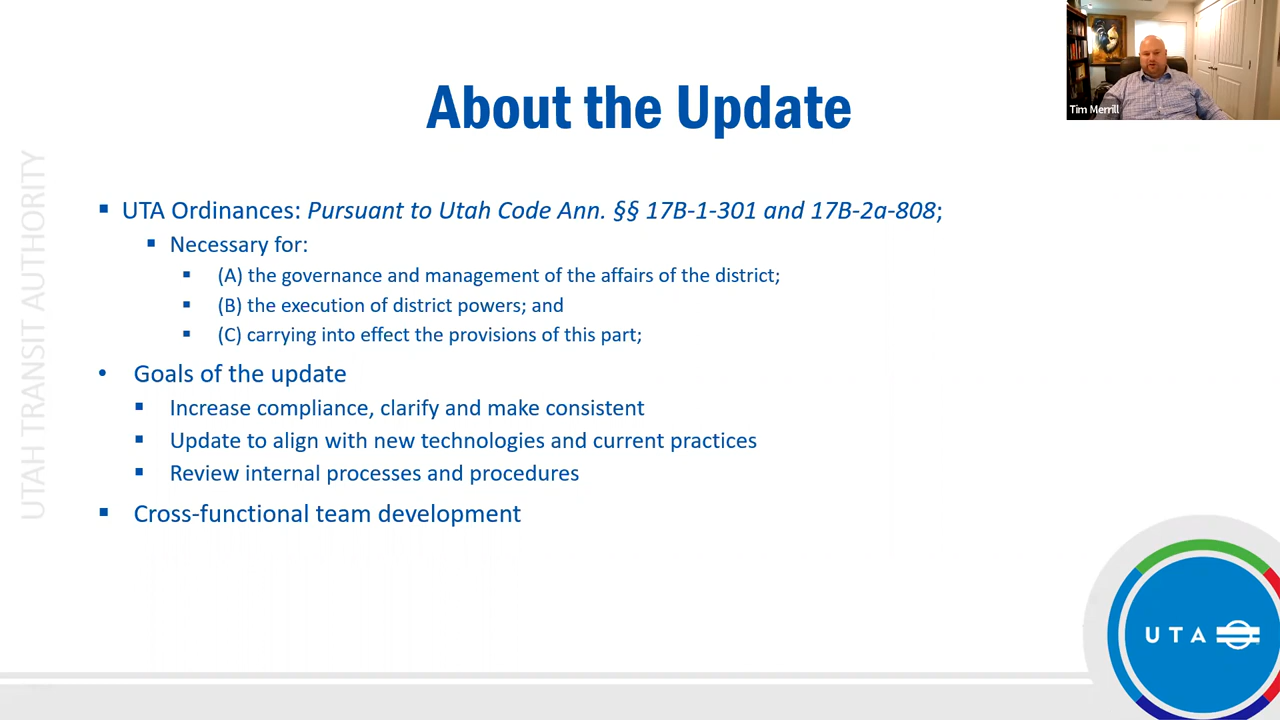 Tim Merrill
About the Update
UTAH TRANSIT AUTHORITY
UTA Ordinances: Pursuant to Utah Code Ann. §§ 17B-1-301 and 17B-2a-808;
Necessary for:
(A) the governance and management of the affairs of the district;
(B) the execution of district powers; and
(C) carrying into effect the provisions of this part;
Goals of the update
Increase compliance, clarify and make consistent
Update to align with new technologies and current practices
Review internal processes and procedures
Cross-functional team development
UTA